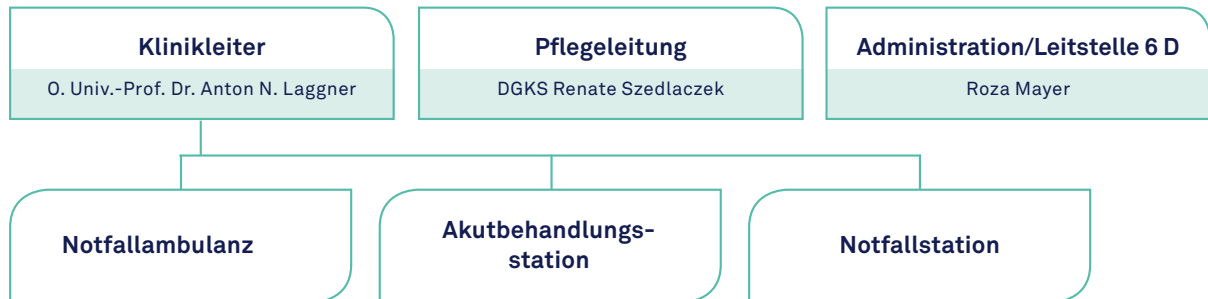 Klinikleiter
O. Univ.-Prof. Dr. Anton N. Laggner
Pflegeleitung
DGKS Renate Szedlaczek
Administration/Leitstelle 6 D
Roza Mayer
Notfallambulanz
Akutbehandlungs-
station
Notfallstation